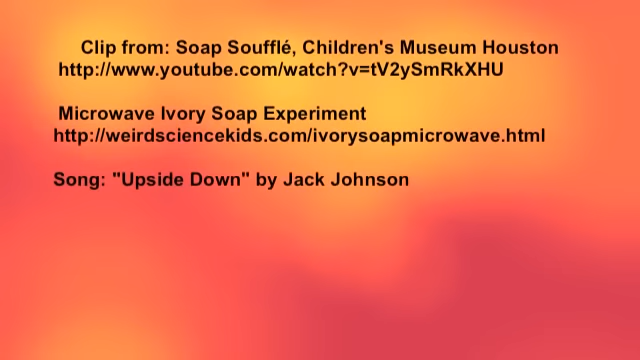 Clip from: Soap Soufflé, Children's Museum Houston
http://www.youtube.com/watch?v=tV2ySmRkXHU
Microwave Ivory Soap Experiment
http://weirdsciencekids.com/ivorysoapmicrowave.html
Song: "Upside Down" by Jack Johnson